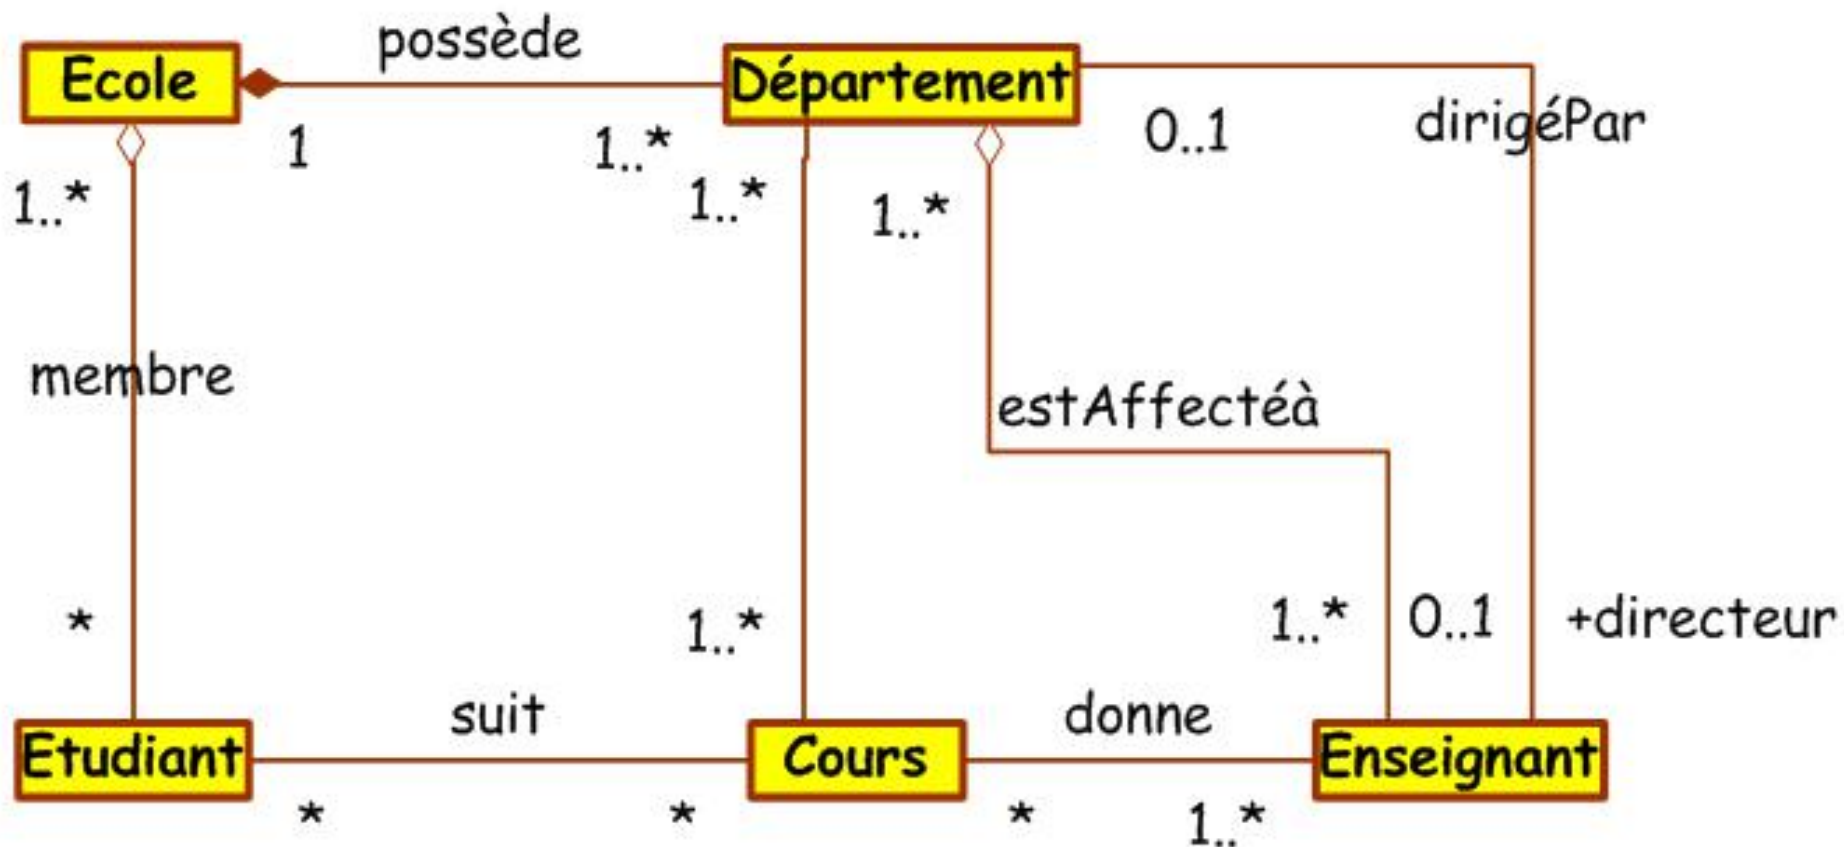 possède
Ecole
Département
1
1..*
0..1
dirigéPar
1..*
1..*
1..*
membre
estAffectéà
*
1..*
1..*
0..1
+directeur
suit
donne
Etudiant
Cours
Enseignant
*
*
*
1..*